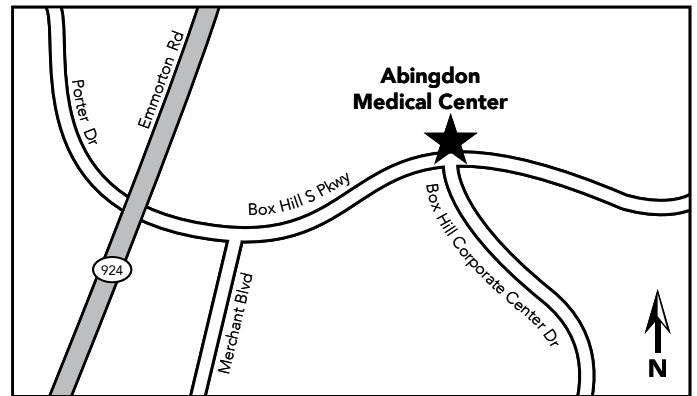 Porter Dr
Emmorton Rd
Abingdon
Medical Center
Box Hill S Pkwy
924
Merchant Blvd
Box Hill Corporate Center Dr
N